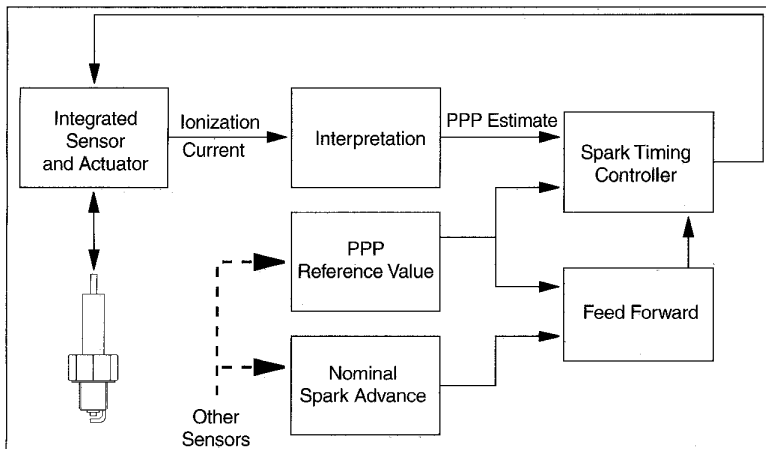 Integrated
Sensor
and Actuator
Ionization
Current
Interpretation
PPP Estimate
Spark Timing
Controller
PPP
Reference Value
Feed Forward
Nominal
Spark Advance
Other
Sensors